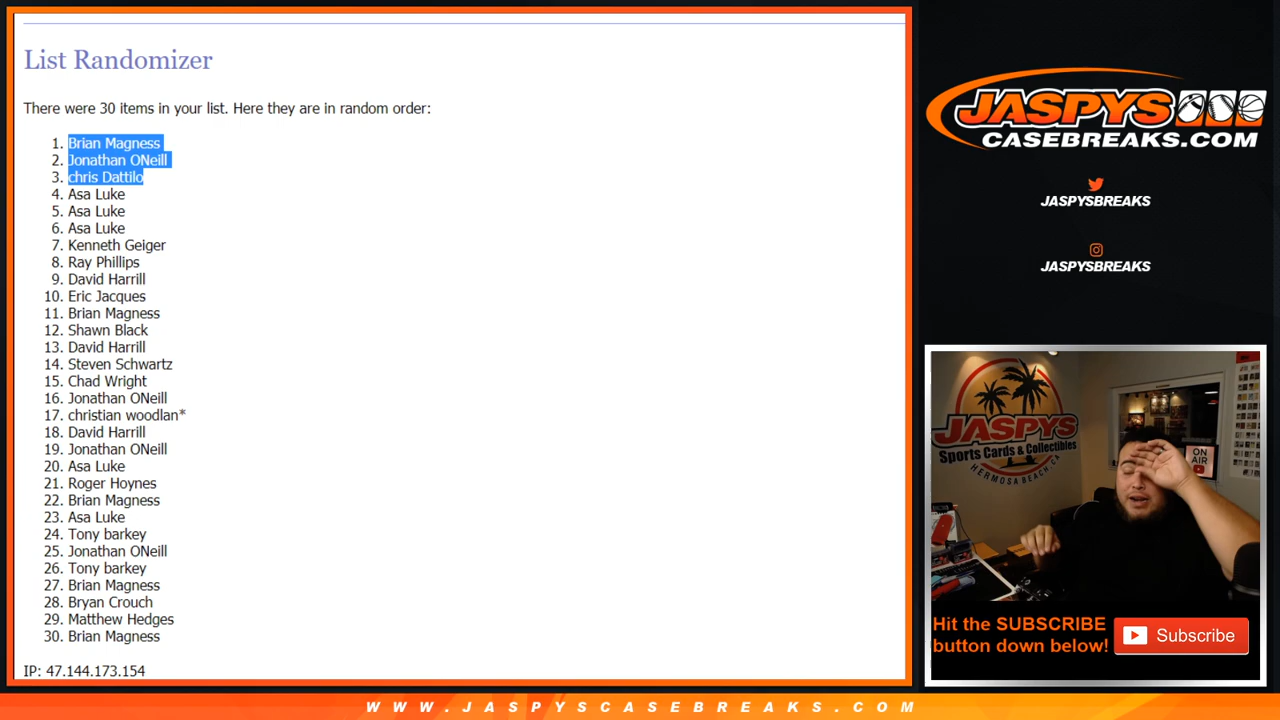 List Randomizer
There were 30 items in your list. Here they are in random order:
1. Brian Magness
2. Jonathan ONeill
3. chris Dattilo
4. Asa Luke
5. Asa Luke
6. Asa Luke
7. Kenneth Geiger
8. Ray Phillips
9. David Harrill
10. Eric Jacques
11. Brian Magness
12. Shawn Black
13. David Harrill
14. Steven Schwartz
15. Chad Wright
16. Jonathan ONeill
17. christian woodlan*
18. David Harrill
19. Jonathan ONeill
20. Asa Luke
21. Roger Hoynes
22. Brian Magness
23. Asa Luke
24. Tony barkey
25. Jonathan ONeill
26. Tony barkey
27. Brian Magness
28. Bryan Crouch
29. Matthew Hedges
30. Brian Magness
IP: 47.144.173.154
JASPYS
CASEBREAKS.COM
JASPYSBREAKS
JASPYSBREAKS
JASPYS
Sports Cards & Collectibles
HERMOSA BEACH, CA
ON
AIR
Hit the SUBSCRIBE
button down below!
Subscribe
WWW.JASPYSCASEBREAKS.COM